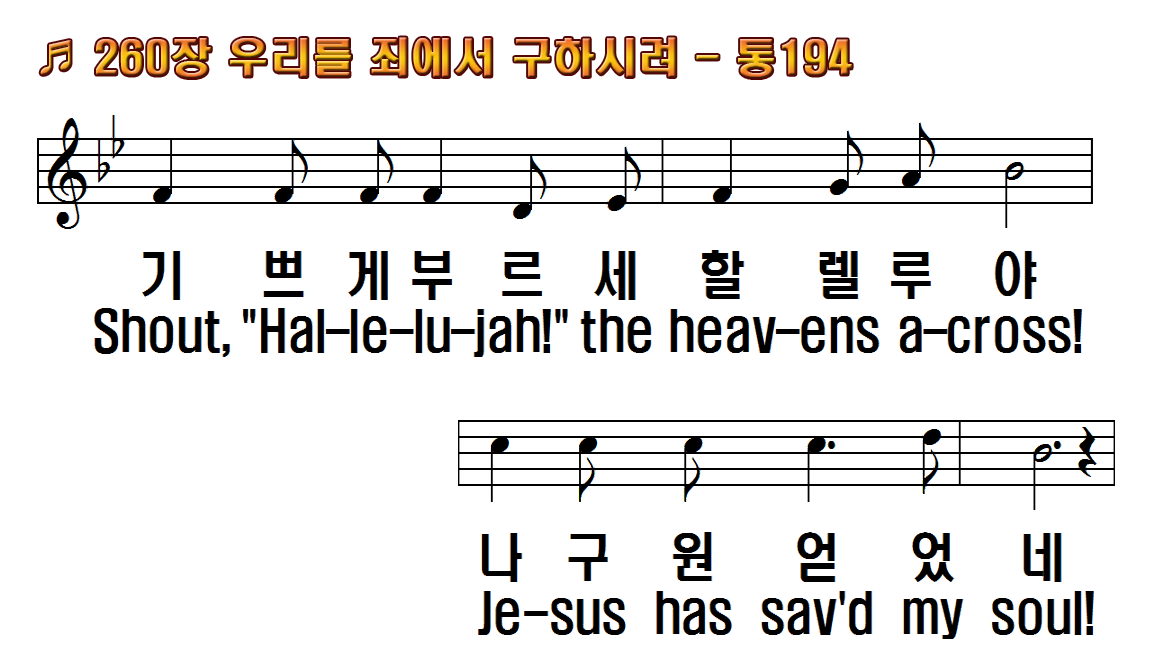 ♬ 260장 우리를 죄에서 구하시려 - 통194
기 쁘 게 부 르 세 할 렐 루 야
Shout, "Hal-le-lu-jah!" the heav-ens a-cross!
나 구 원 얻 었 네
Je-sus has sav'd my soul!